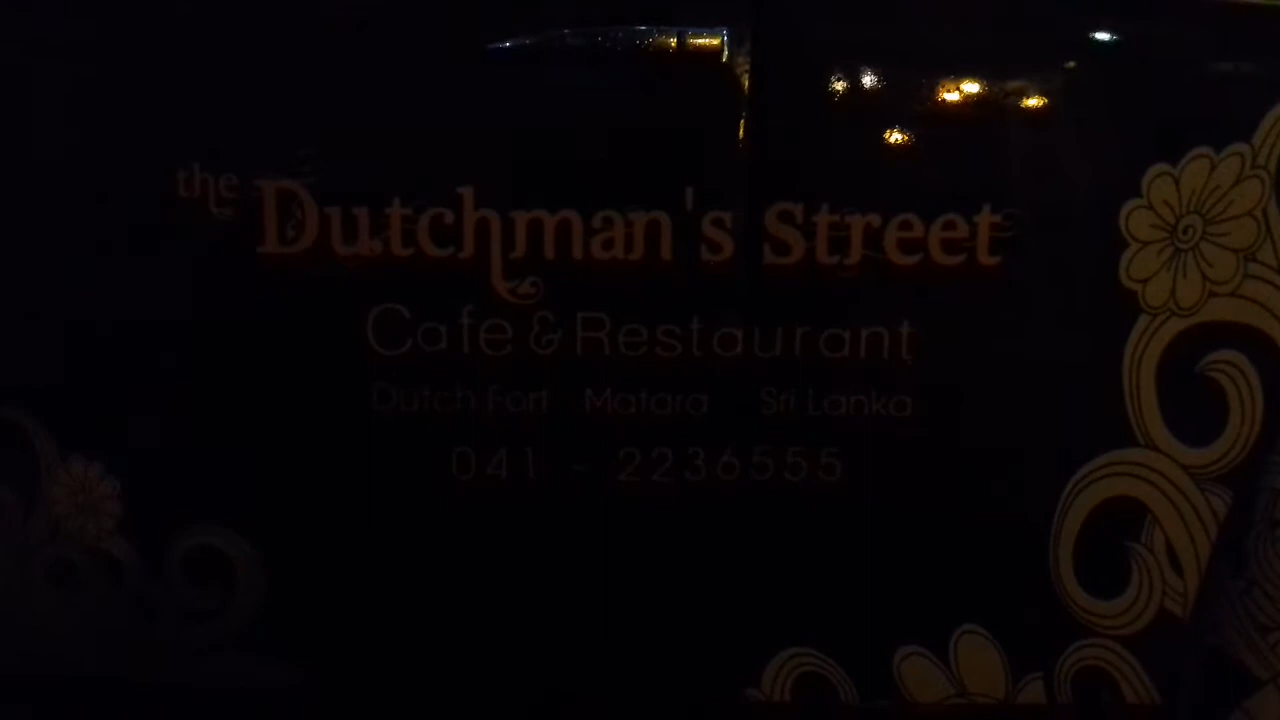 the Dutchman's Street
Cafe & Restaurant
Dutch Fort Matara Sri Lanka
041 - 2236555